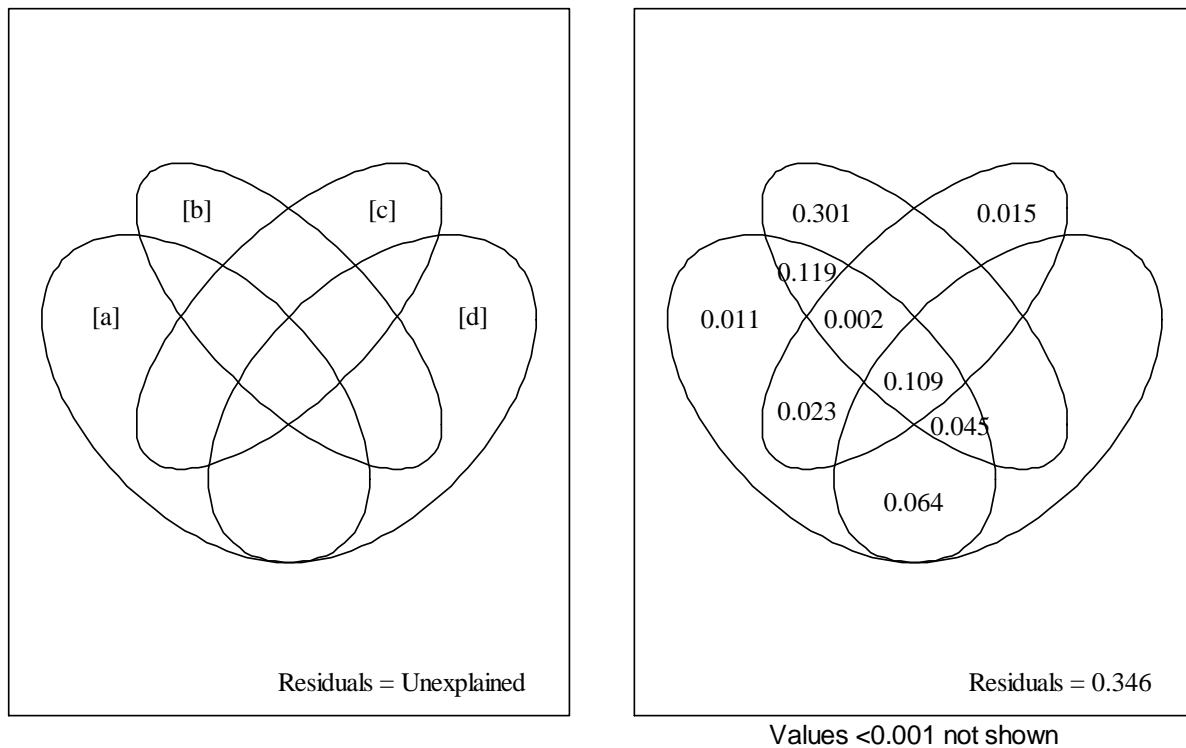 [b]
[c]
[a]
[d]
Residuals = Unexplained
0.301
0.015
0.119
0.011
0.002
0.109
0.023
0.045
0.064
Residuals = 0.346
Values <0.001 not shown